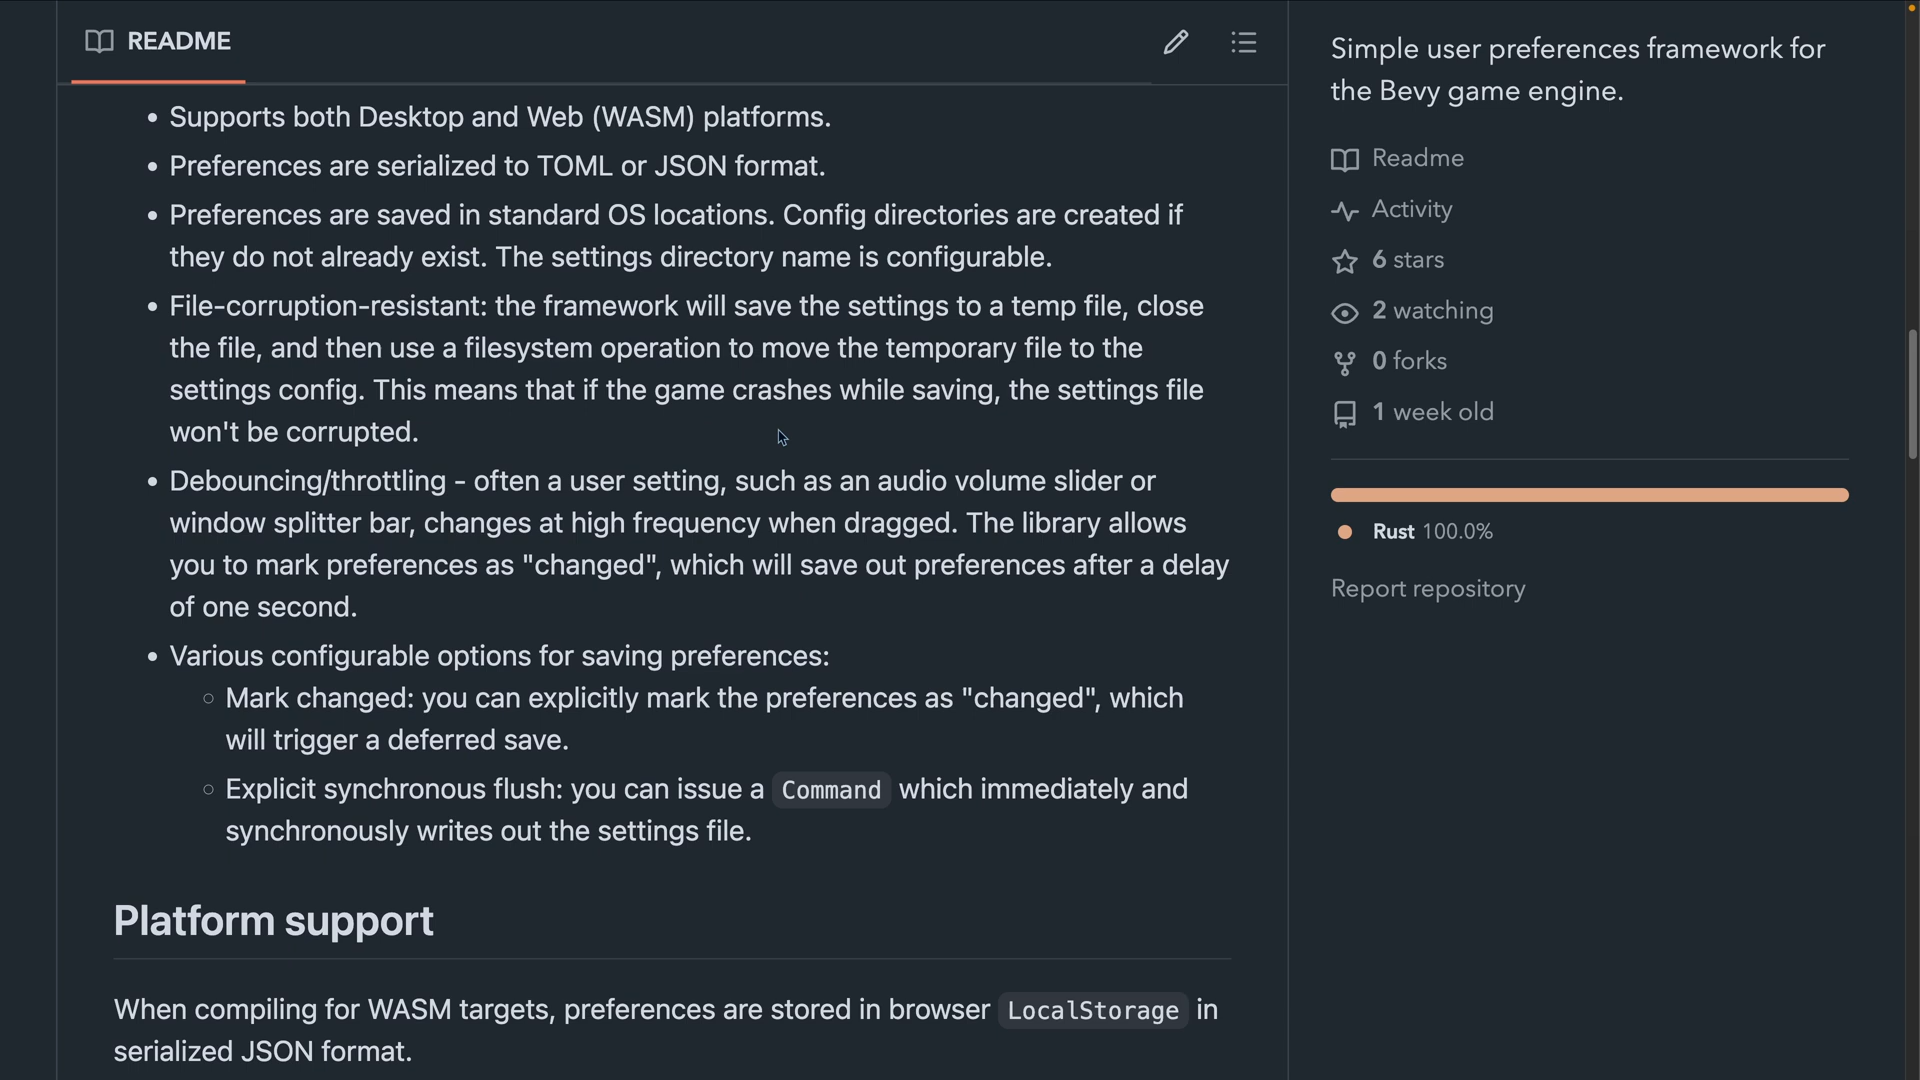 README
• Supports both Desktop and Web (WASM) platforms.
• Preferences are serialized to TOML or JSON format.
• Preferences are saved in standard OS locations. Config directories are created if
they do not already exist. The settings directory name is configurable.
• File-corruption-resistant: the framework will save the settings to a temp file, close
the file, and then use a filesystem operation to move the temporary file to the
settings config. This means that if the game crashes while saving, the settings file
won't be corrupted.
• Debouncing/throttling - often a user setting, such as an audio volume slider or
window splitter bar, changes at high frequency when dragged. The library allows
you to mark preferences as "changed", which will save out preferences after a delay
of one second.
• Various configurable options for saving preferences:
○ Mark changed: you can explicitly mark the preferences as "changed", which
will trigger a deferred save.
○ Explicit synchronous flush: you can issue a Command which immediately and
synchronously writes out the settings file.
Platform support
When compiling for WASM targets, preferences are stored in browser LocalStorage in
serialized JSON format.
Simple user preferences framework for
the Bevy game engine.
Readme
Activity
6 stars
2 watching
0 forks
1 week old
Rust 100.0%
Report repository